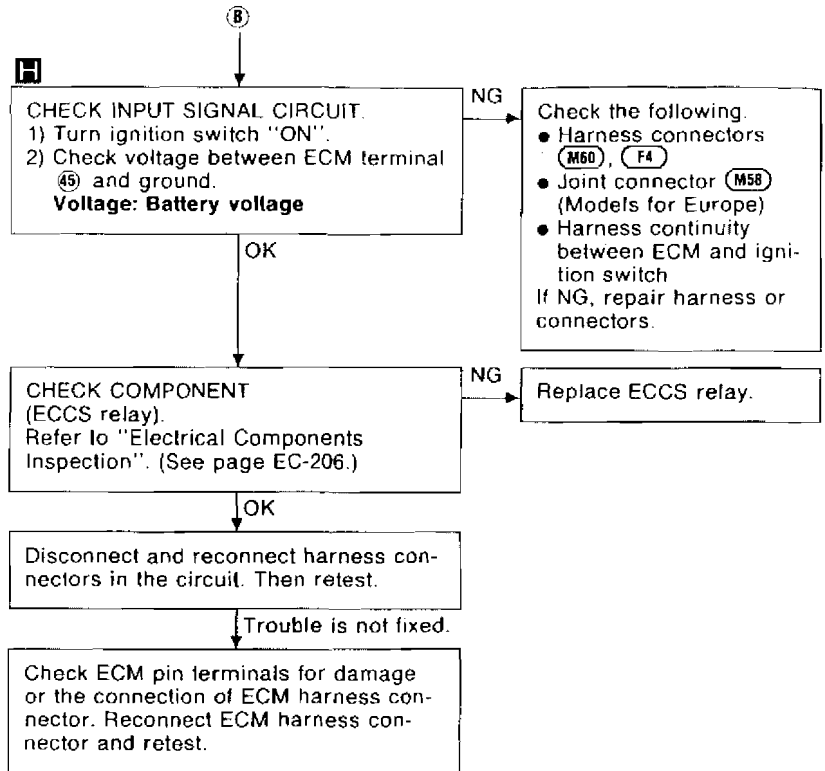 B
H
CHECK INPUT SIGNAL CIRCUIT.
1) Turn ignition switch "ON".
2) Check voltage between ECM terminal
45 and ground.
Voltage: Battery voltage
NG
Check the following.
● Harness connectors
M60, F4
● Joint connector M58
(Models for Europe)
● Harness continuity
between ECM and igni-
tion switch
If NG, repair harness or
connectors.
OK
CHECK COMPONENT
(ECCS relay).
Refer to "Electrical Components
Inspection". (See page EC-206.)
NG
Replace ECCS relay.
OK
Disconnect and reconnect harness con-
nectors in the circuit. Then retest.
Trouble is not fixed.
Check ECM pin terminals for damage
or the connection of ECM harness con-
nector. Reconnect ECM harness con-
nector and retest.